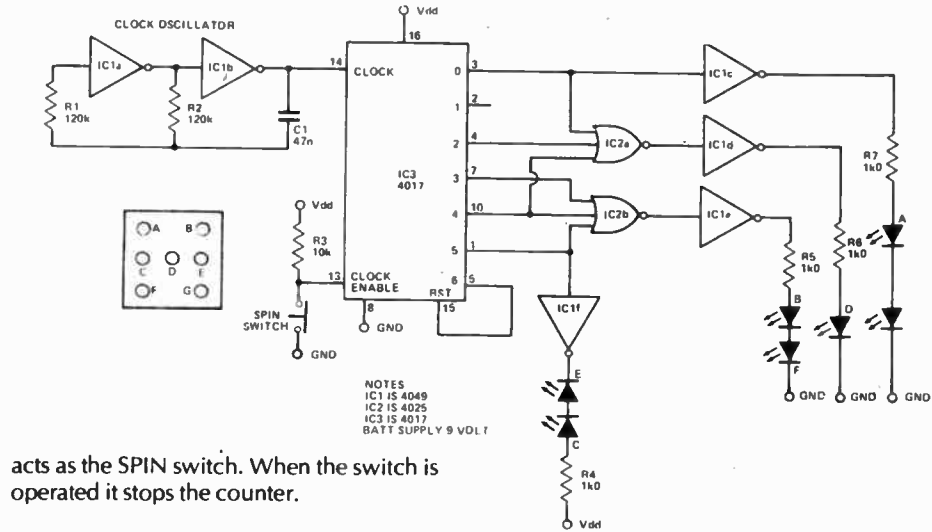 CLOCK OSCILLATOR
Vdd
16
IC1a
IC1b
14
CLOCK
R1
120k
R2
120k
C1
47n
IC3
4017
0
3
1
2
2
4
3
7
4
10
5
1
6
5
RST
15
13
CLOCK
ENABLE
8
GND
Vdd
R3
10k
SPIN
SWITCH
GND
A
B
C
D
E
F
G
IC1c
IC2a
IC1d
IC2b
IC1e
IC1f
R7
1k0
A
R6
1k0
D
R5
1k0
B
F
GND
GND
GND
E
C
R4
1k0
Vdd
NOTES
IC1 IS 4049
IC2 IS 4025
IC3 IS 4017
BATT SUPPLY 9 VOLT
acts as the SPIN switch. When the switch is
operated it stops the counter.